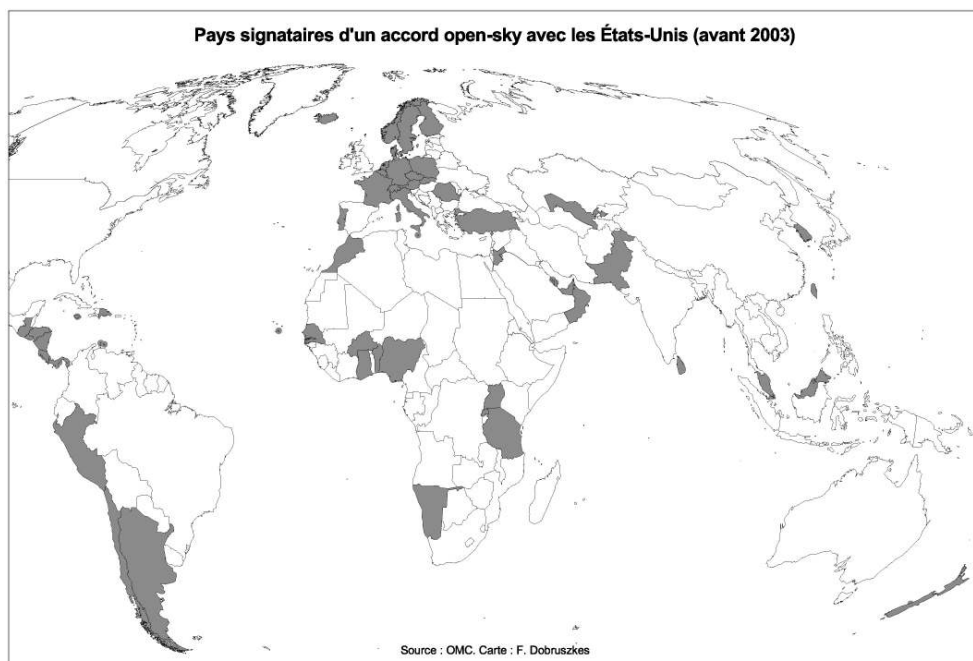 Pays signataires d'un accord open-sky avec les États-Unis (avant 2003)
Source : OMC. Carte : F. Dobruszkes